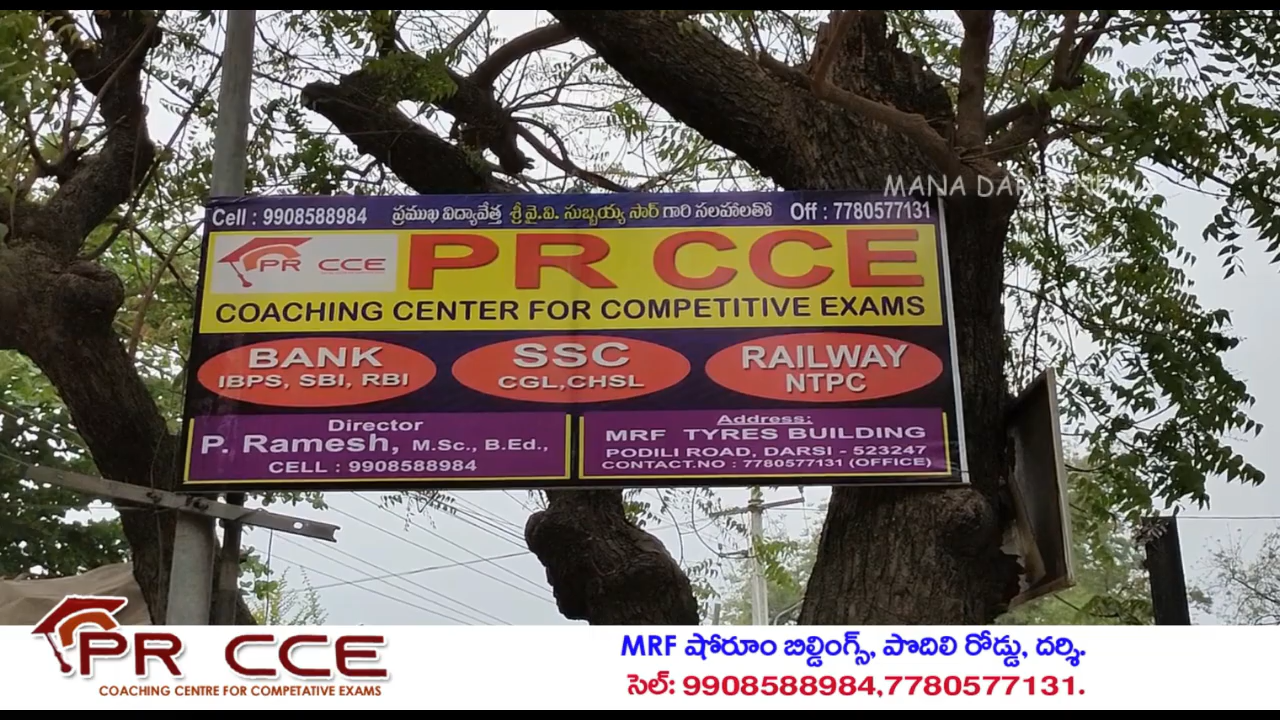 MANA DARSI NEWS
Cell : 9908588984 ప్రముఖ విద్యావేత్త శ్రీ వై.వి. సుబ్బయ్య సార్ గారి సలహాలతో Off : 7780577131
PR CCE PR CCE
COACHING CENTER FOR COMPETITIVE EXAMS
BANK
IBPS, SBI, RBI
SSC
CGL,CHSL
RAILWAY
NTPC
Director
P. Ramesh, M.Sc., B.Ed.,
CELL : 9908588984
Address:
MRF TYRES BUILDING
PODILI ROAD, DARSI - 523247
CONTACT.NO : 7780577131 (OFFICE)
PR CCE
COACHING CENTRE FOR COMPETATIVE EXAMS
MRF షోరూం బిల్డింగ్స్, పొదిలి రోడ్డు, దర్శి.
సెల్: 9908588984,7780577131.